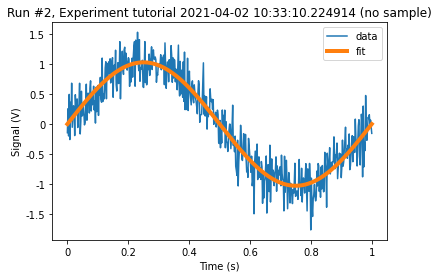 Run #2, Experiment tutorial 2021-04-02 10:33:10.224914 (no sample)
data
fit
1.5
1
0.5
0
-0.5
-1
-1.5
Signal (V)
0
0.2
0.4
0.6
0.8
1
Time (s)